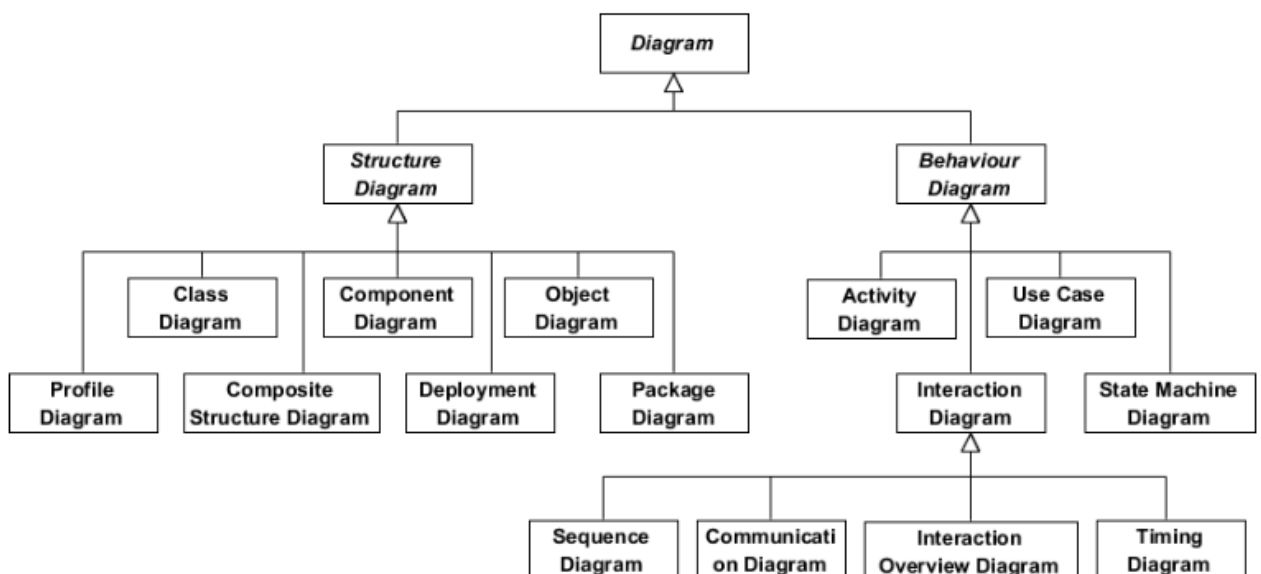 Diagram
Structure
Diagram
Behaviour
Diagram
Class
Diagram
Component
Diagram
Object
Diagram
Activity
Diagram
Use Case
Diagram
Profile
Diagram
Composite
Structure Diagram
Deployment
Diagram
Package
Diagram
Interaction
Diagram
State Machine
Diagram
Sequence
Diagram
Communicati
on Diagram
Interaction
Overview Diagram
Timing
Diagram